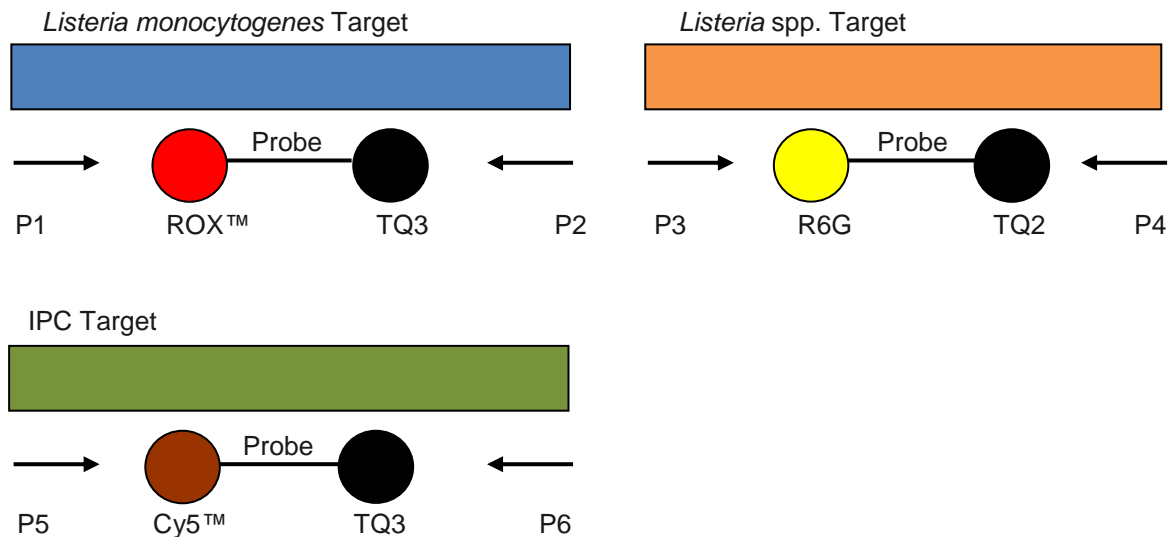 Listeria monocytogenes Target
Probe
P1 ROX™ TQ3 P2
Listeria spp. Target
Probe
P3 R6G TQ2 P4
IPC Target
Probe
P5 Cy5™ TQ3 P6